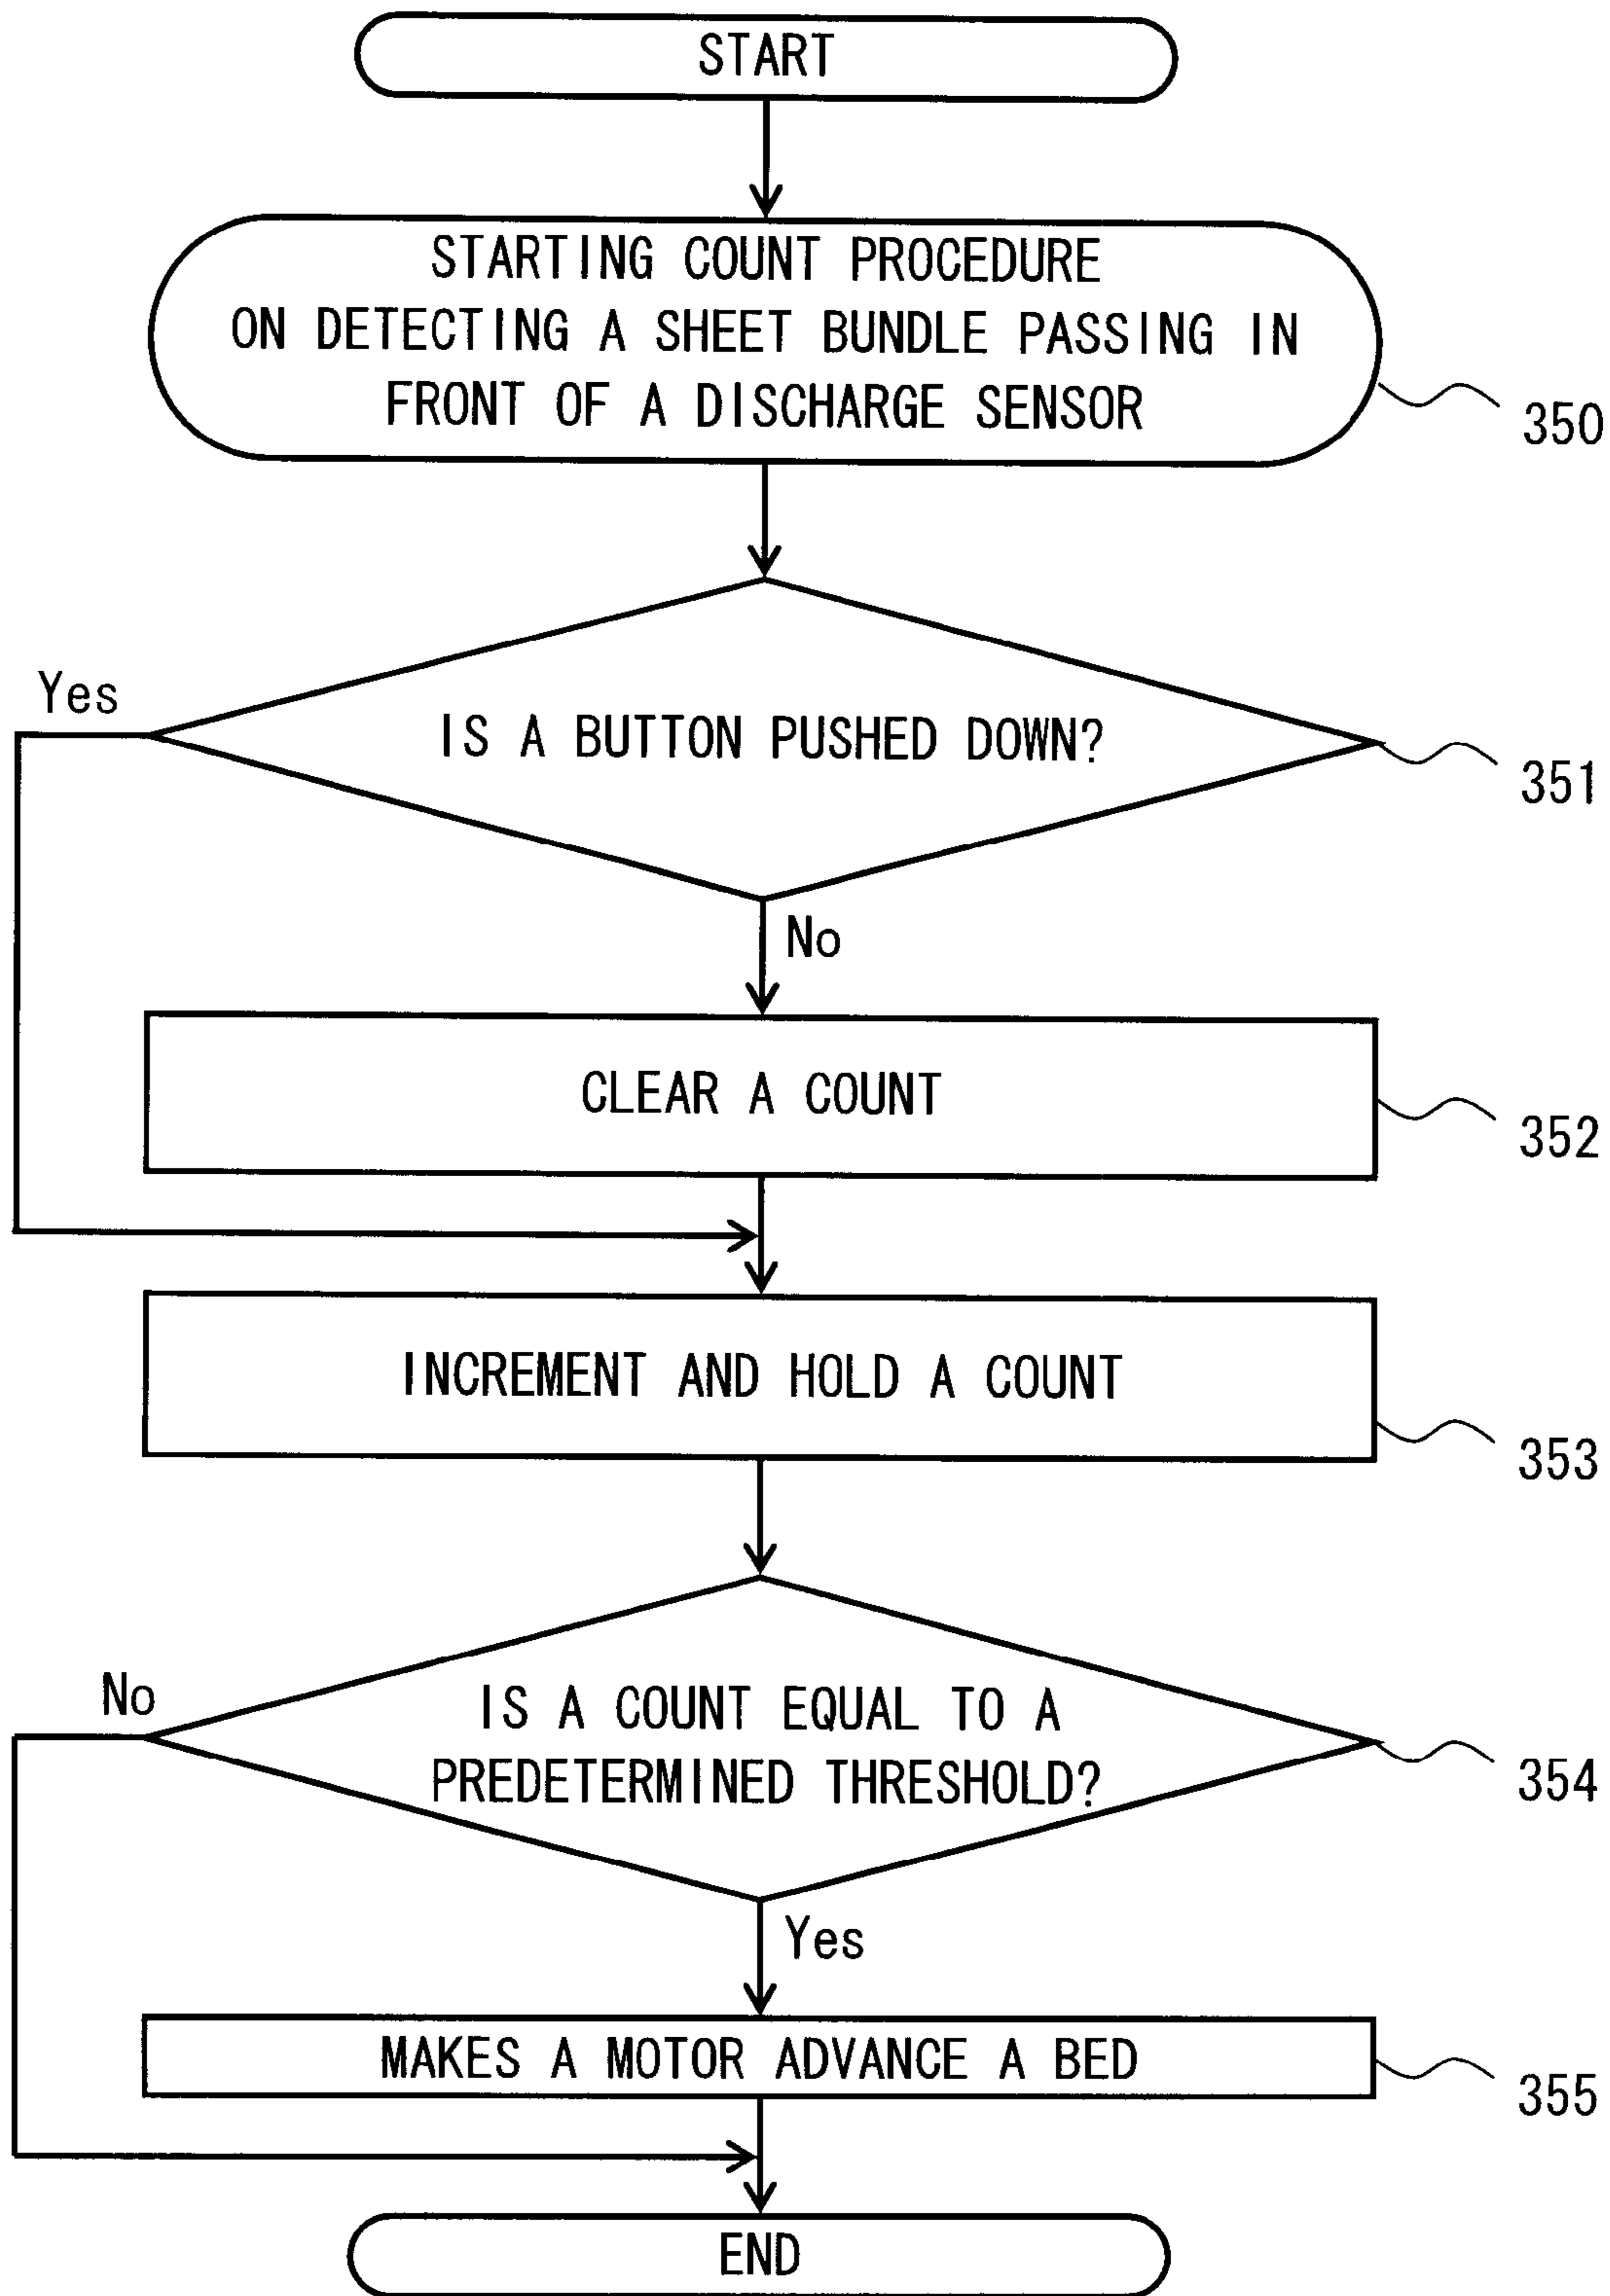 START
STARTING COUNT PROCEDURE
ON DETECTING A SHEET BUNDLE PASSING IN
FRONT OF A DISCHARGE SENSOR
350
Yes
IS A BUTTON PUSHED DOWN?
351
No
CLEAR A COUNT
352
INCREMENT AND HOLD A COUNT
353
No
IS A COUNT EQUAL TO A
PREDETERMINED THRESHOLD?
354
Yes
MAKES A MOTOR ADVANCE A BED
355
END